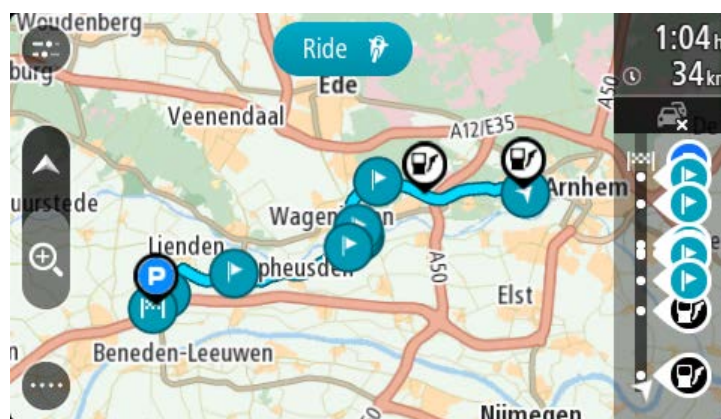 Woudenberg
Ride
1:04h
34km
burg
Ede
A50
Veenendaal
A12/E35
Arnhem
uurstede
Wagen
en
Lienden
pheusden
A50
Elst
Beneden-Leeuwen
Nijmegen
P